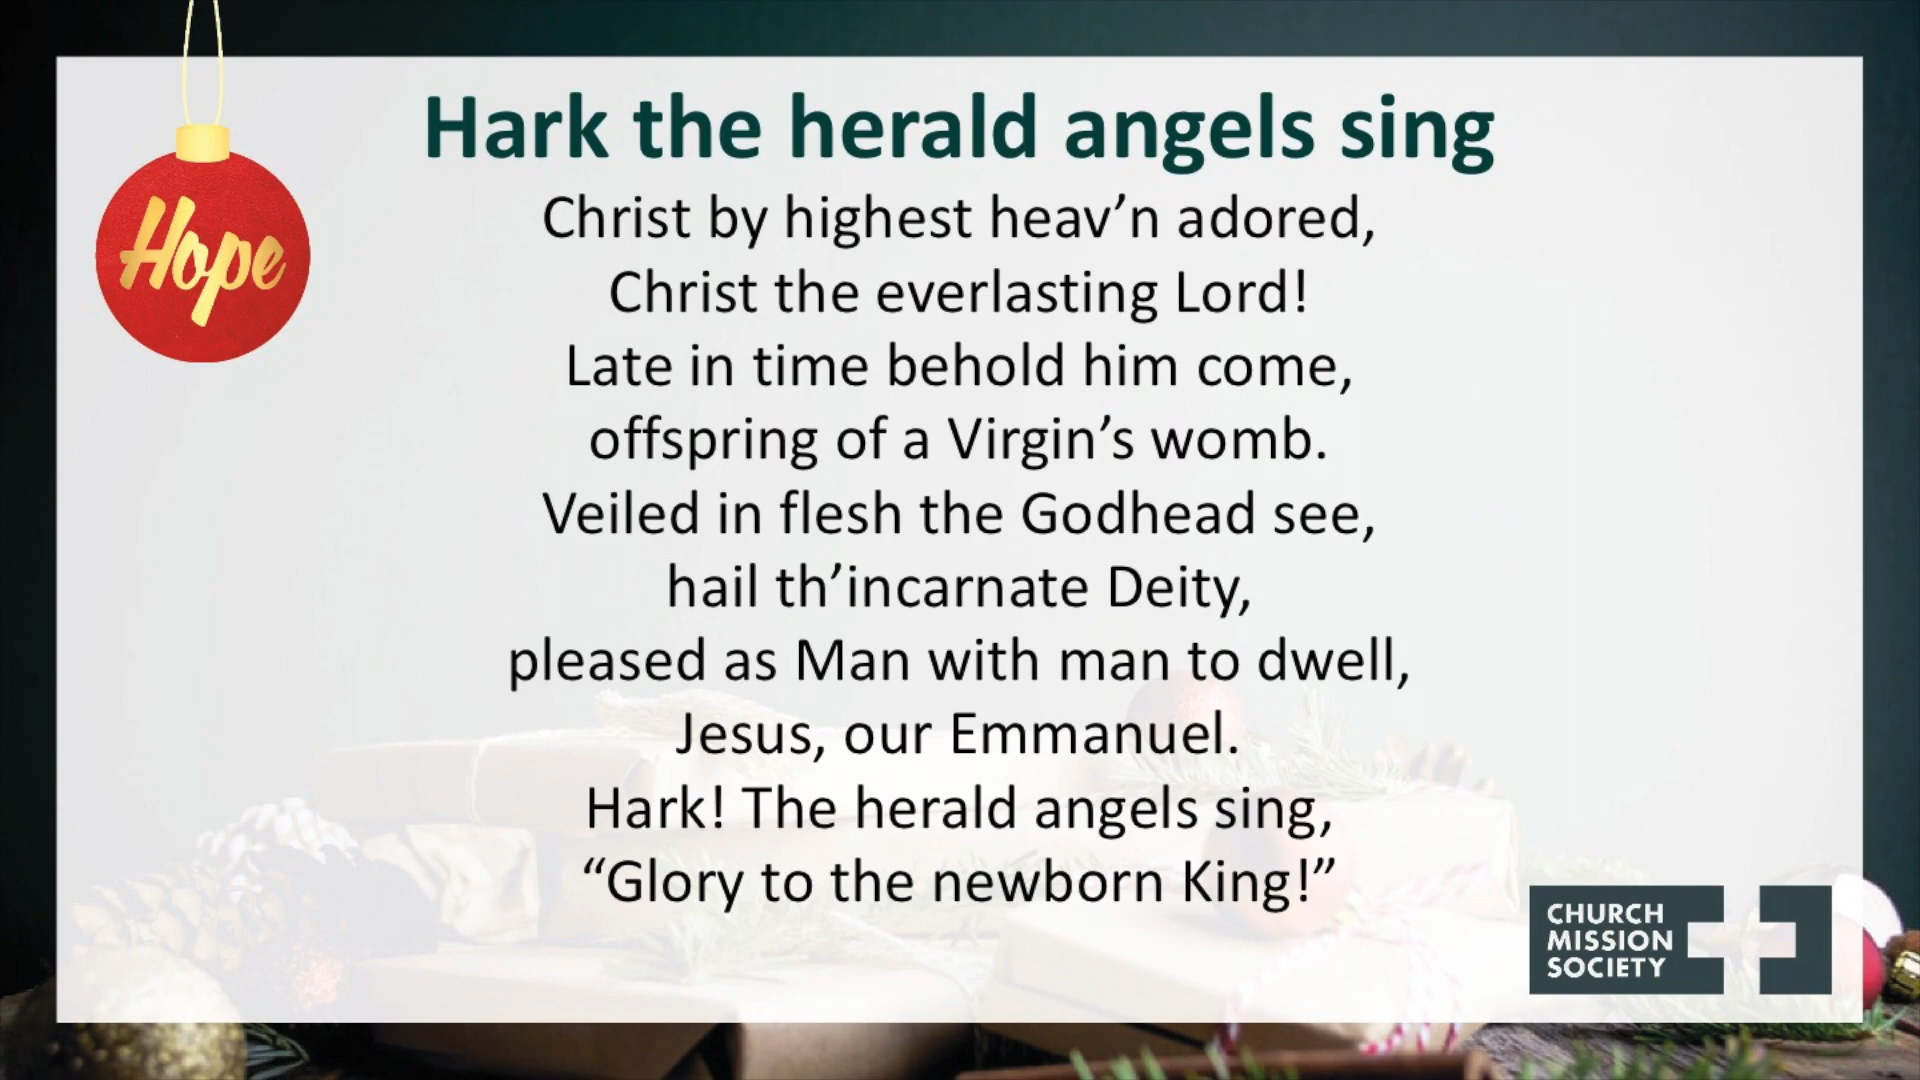 Hope
Hark the herald angels sing
Christ by highest heav’n adored,
Christ the everlasting Lord!
Late in time behold him come,
offspring of a Virgin’s womb.
Veiled in flesh the Godhead see,
hail th’incarnate Deity,
pleased as Man with man to dwell,
Jesus, our Emmanuel.
Hark! The herald angels sing,
“Glory to the newborn King!”
CHURCH
MISSION
SOCIETY